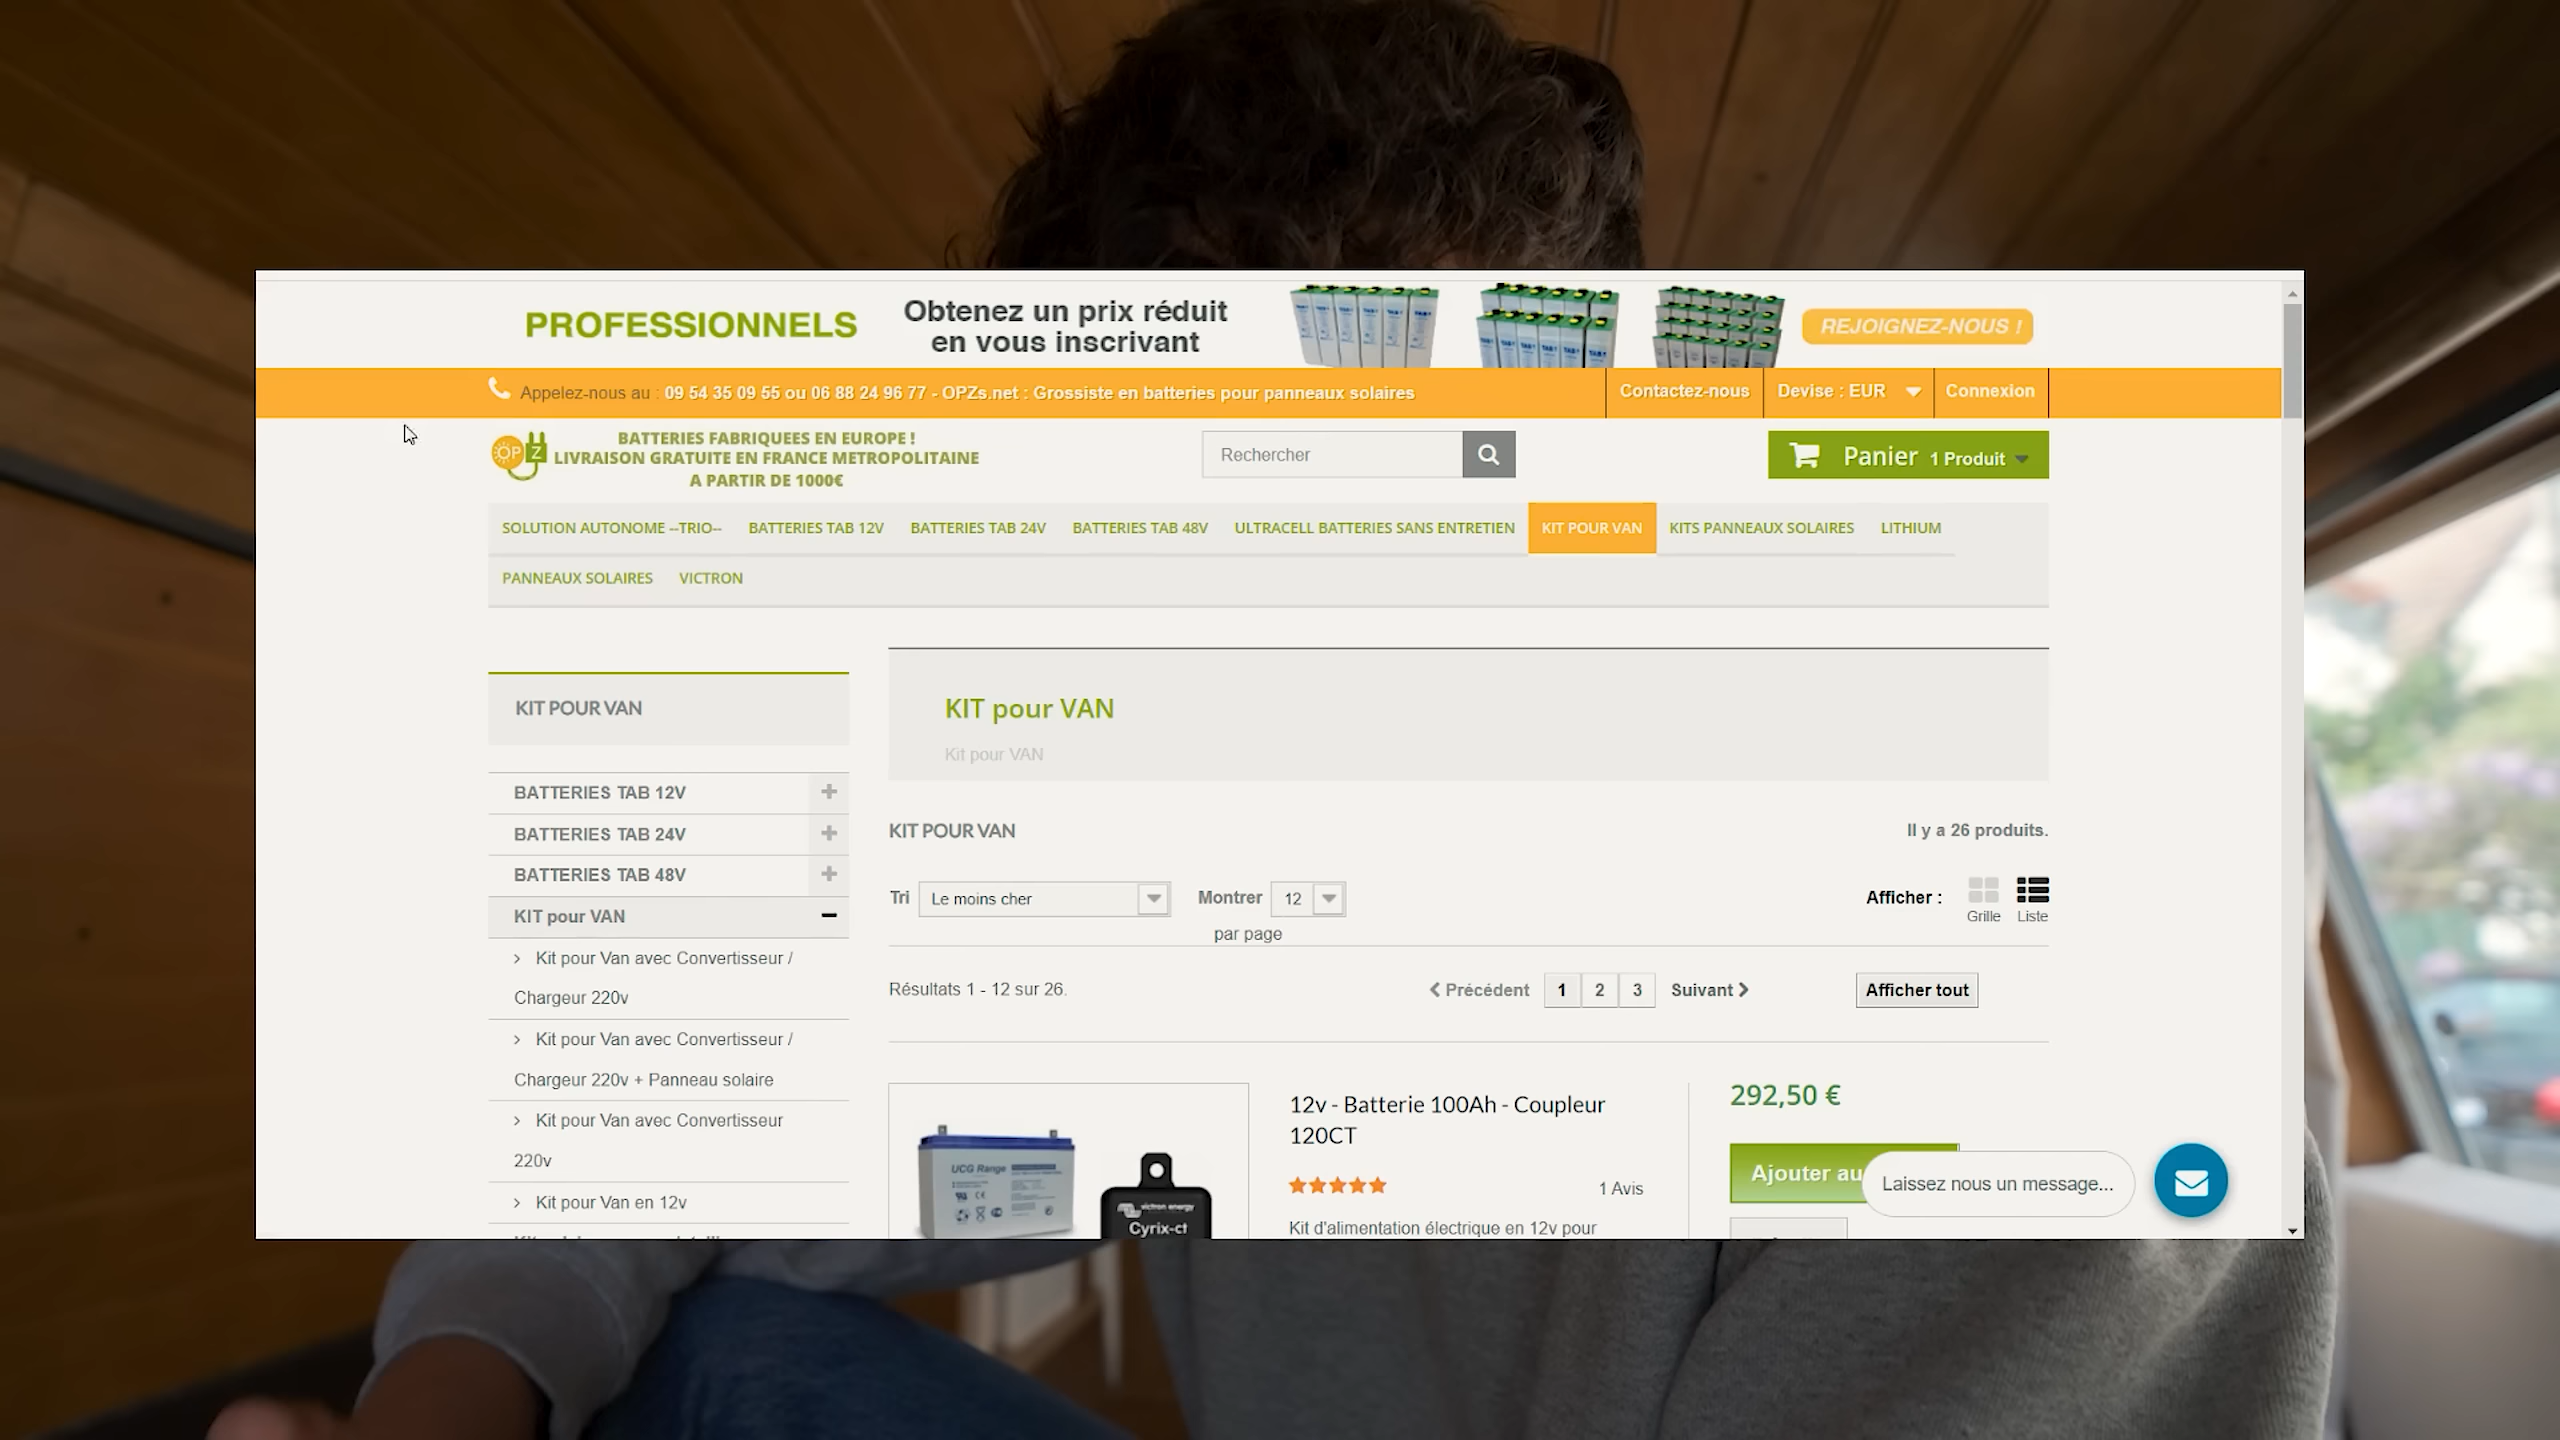 PROFESSIONNELS
Obtenez un prix réduit
en vous inscrivant
REJOIGNEZ-NOUS !
Appelez-nous au : 09 54 35 09 55 ou 06 88 24 96 77 - OPZs.net : Grossiste en batteries pour panneaux solaires
Contactez-nous
Devise : EUR
Connexion
OP Z
BATTERIES FABRIQUEES EN EUROPE !
LIVRAISON GRATUITE EN FRANCE METROPOLITAINE
A PARTIR DE 1000€
Rechercher
Panier 1 Produit
SOLUTION AUTONOME --TRIO-- BATTERIES TAB 12V BATTERIES TAB 24V BATTERIES TAB 48V ULTRACELL BATTERIES SANS ENTRETIEN KIT POUR VAN KITS PANNEAUX SOLAIRES LITHIUM
PANNEAUX SOLAIRES VICTRON
KIT POUR VAN
BATTERIES TAB 12V
BATTERIES TAB 24V
BATTERIES TAB 48V
KIT pour VAN
> Kit pour Van avec Convertisseur /
Chargeur 220v
> Kit pour Van avec Convertisseur /
Chargeur 220v + Panneau solaire
> Kit pour Van avec Convertisseur
220v
> Kit pour Van en 12v
KIT pour VAN
Kit pour VAN
KIT POUR VAN
Il y a 26 produits.
Tri Le moins cher Montrer 12
par page
Afficher :
Grille Liste
Résultats 1 - 12 sur 26.
Précédent 1 2 3 Suivant
Afficher tout
UCG Range
victron energy
Cyrix-ct
12v - Batterie 100Ah - Coupleur
120CT
1 Avis
Kit d'alimentation électrique en 12v pour
292,50 €
Ajouter au
Laissez nous un message...